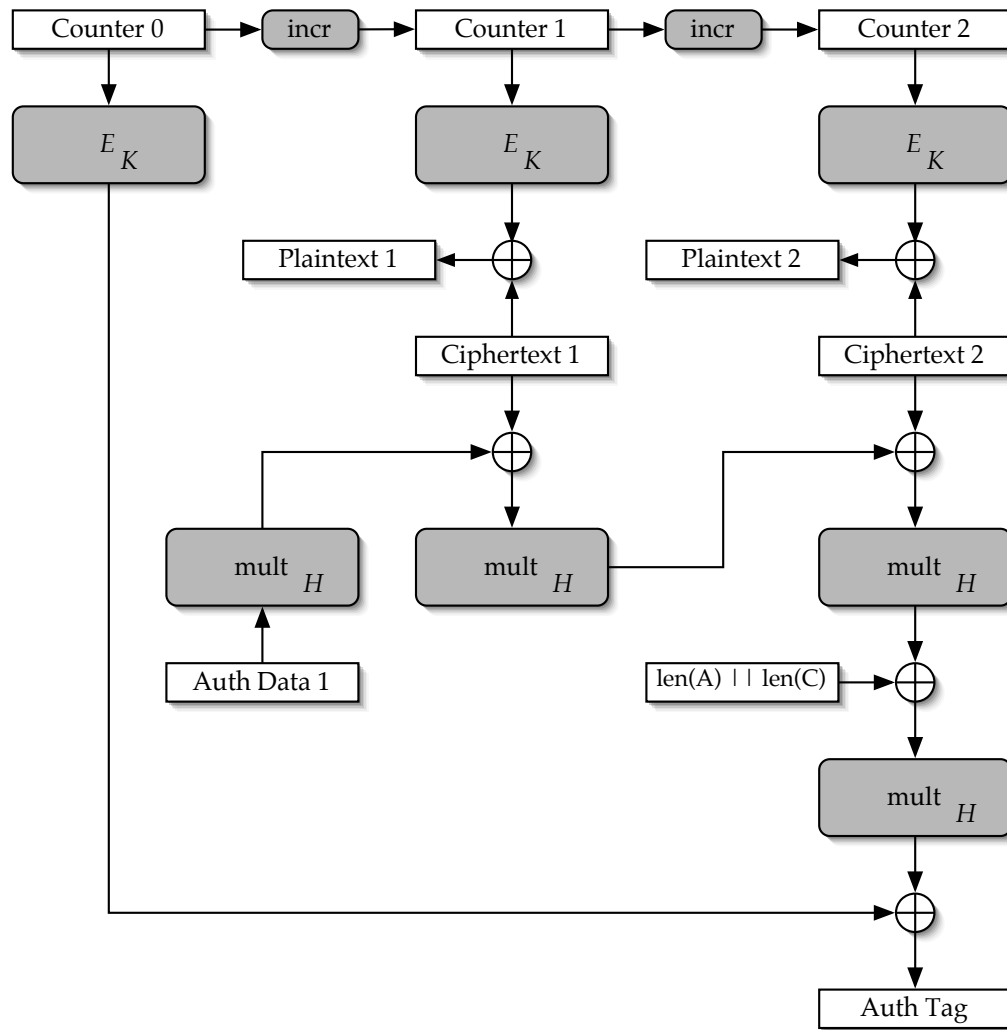 Counter 0
incr
Counter 1
incr
Counter 2
E K
E K
E K
Plaintext 1
Plaintext 2
Ciphertext 1
Ciphertext 2
mult H
mult H
mult H
Auth Data 1
len(A) || len(C)
mult H
Auth Tag